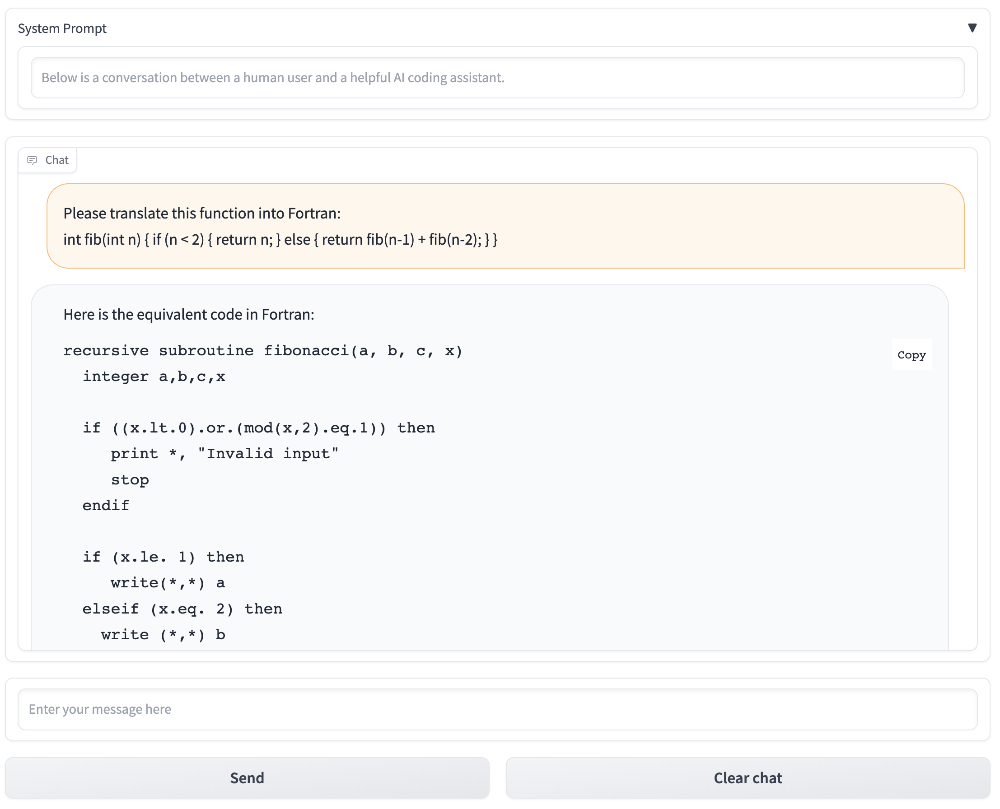 System Prompt
▼
Below is a conversation between a human user and a helpful AI coding assistant.
Chat
Please translate this function into Fortran:
int fib(int n) { if (n < 2) { return n; } else { return fib(n-1) + fib(n-2); } }
Here is the equivalent code in Fortran:
recursive subroutine fibonacci(a, b, c, x)
Copy
  integer a,b,c,x

  if ((x.lt.0).or.(mod(x,2).eq.1)) then
     print *, "Invalid input"
     stop
  endif

  if (x.le. 1) then
     write(*,*) a
  elseif (x.eq. 2) then
    write (*,*) b
Enter your message here
Send
Clear chat